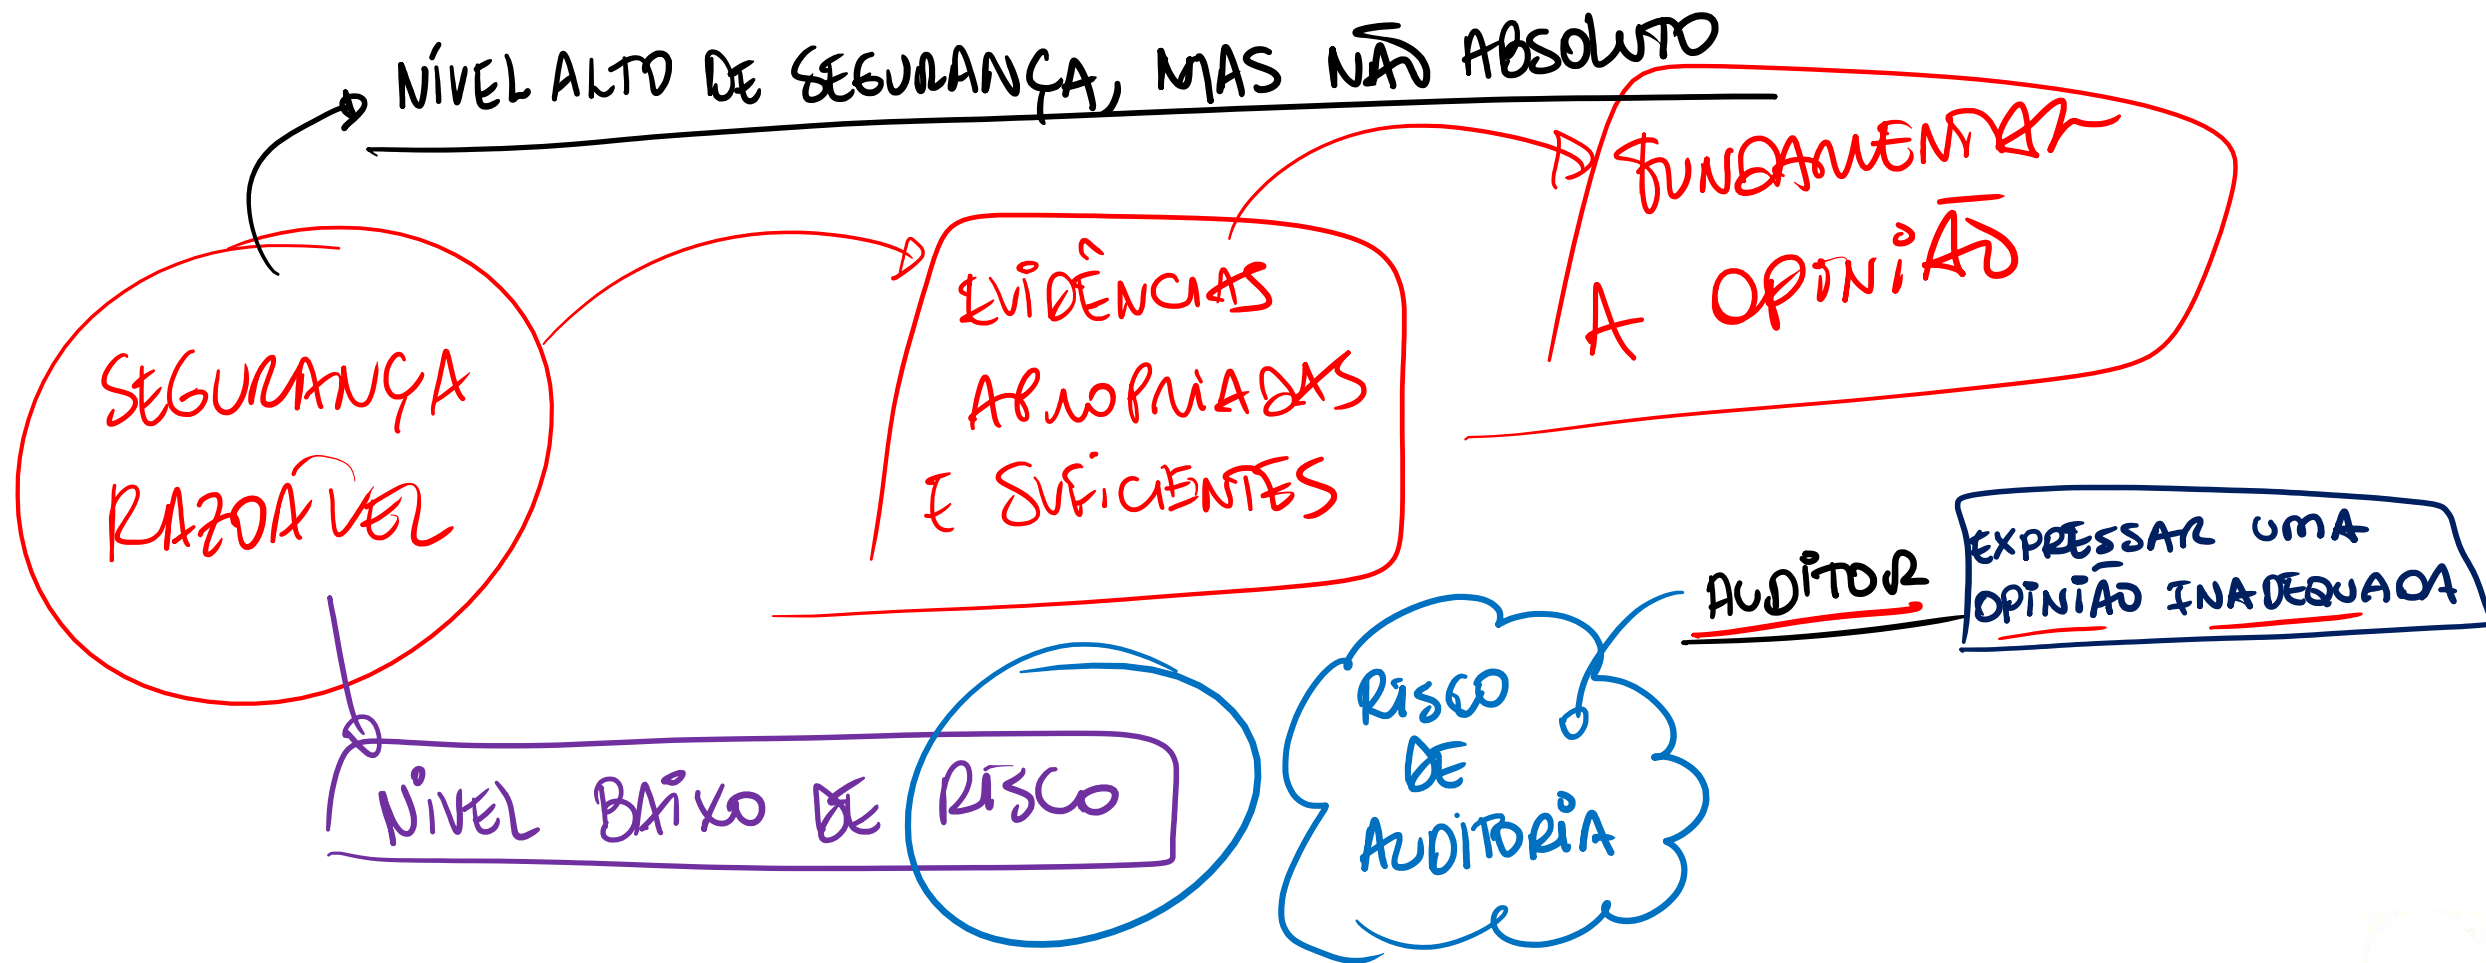 NÍVEL ALTO DE SEGURANÇA, MAS NÃO ABSOLUTO
SEGURANÇA
RAZOÁVEL
EVIDÊNCIAS
APROPRIADAS
E SUFICIENTES
FUNDAMENTAR
A OPINIÃO
NÍVEL BAIXO DE RISCO
RISCO
DE
AUDITORIA
AUDITOR
EXPRESSAR UMA
OPINIÃO INADEQUADA